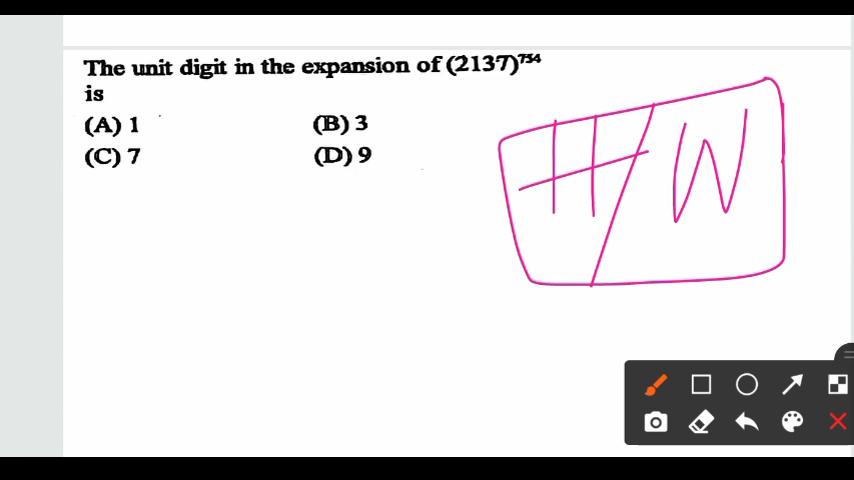 The unit digit in the expansion of (2137)⁷⁵⁴
is
(A) 1
(B) 3
(C) 7
(D) 9
H/W